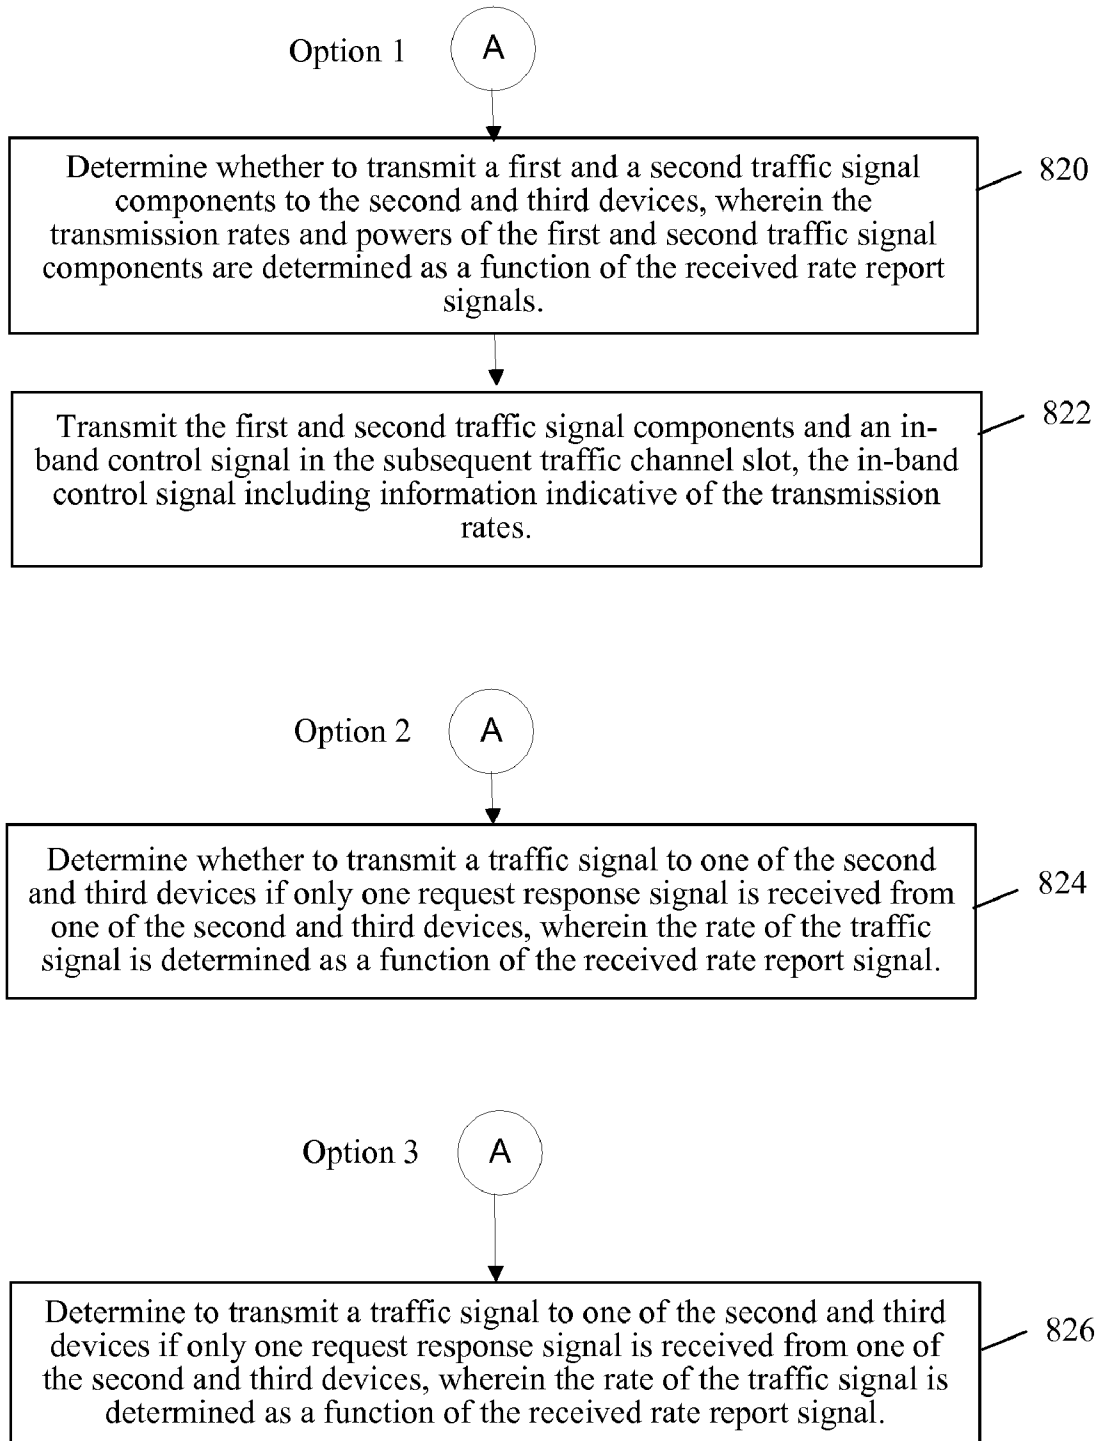 Option 1
A
Determine whether to transmit a first and a second traffic signal
components to the second and third devices, wherein the
transmission rates and powers of the first and second traffic signal
components are determined as a function of the received rate report
signals.
820
Transmit the first and second traffic signal components and an in-
band control signal in the subsequent traffic channel slot, the in-band
control signal including information indicative of the transmission
rates.
822
Option 2
A
Determine whether to transmit a traffic signal to one of the second
and third devices if only one request response signal is received from
one of the second and third devices, wherein the rate of the traffic
signal is determined as a function of the received rate report signal.
824
Option 3
A
Determine to transmit a traffic signal to one of the second and third
devices if only one request response signal is received from one of
the second and third devices, wherein the rate of the traffic signal is
determined as a function of the received rate report signal.
826